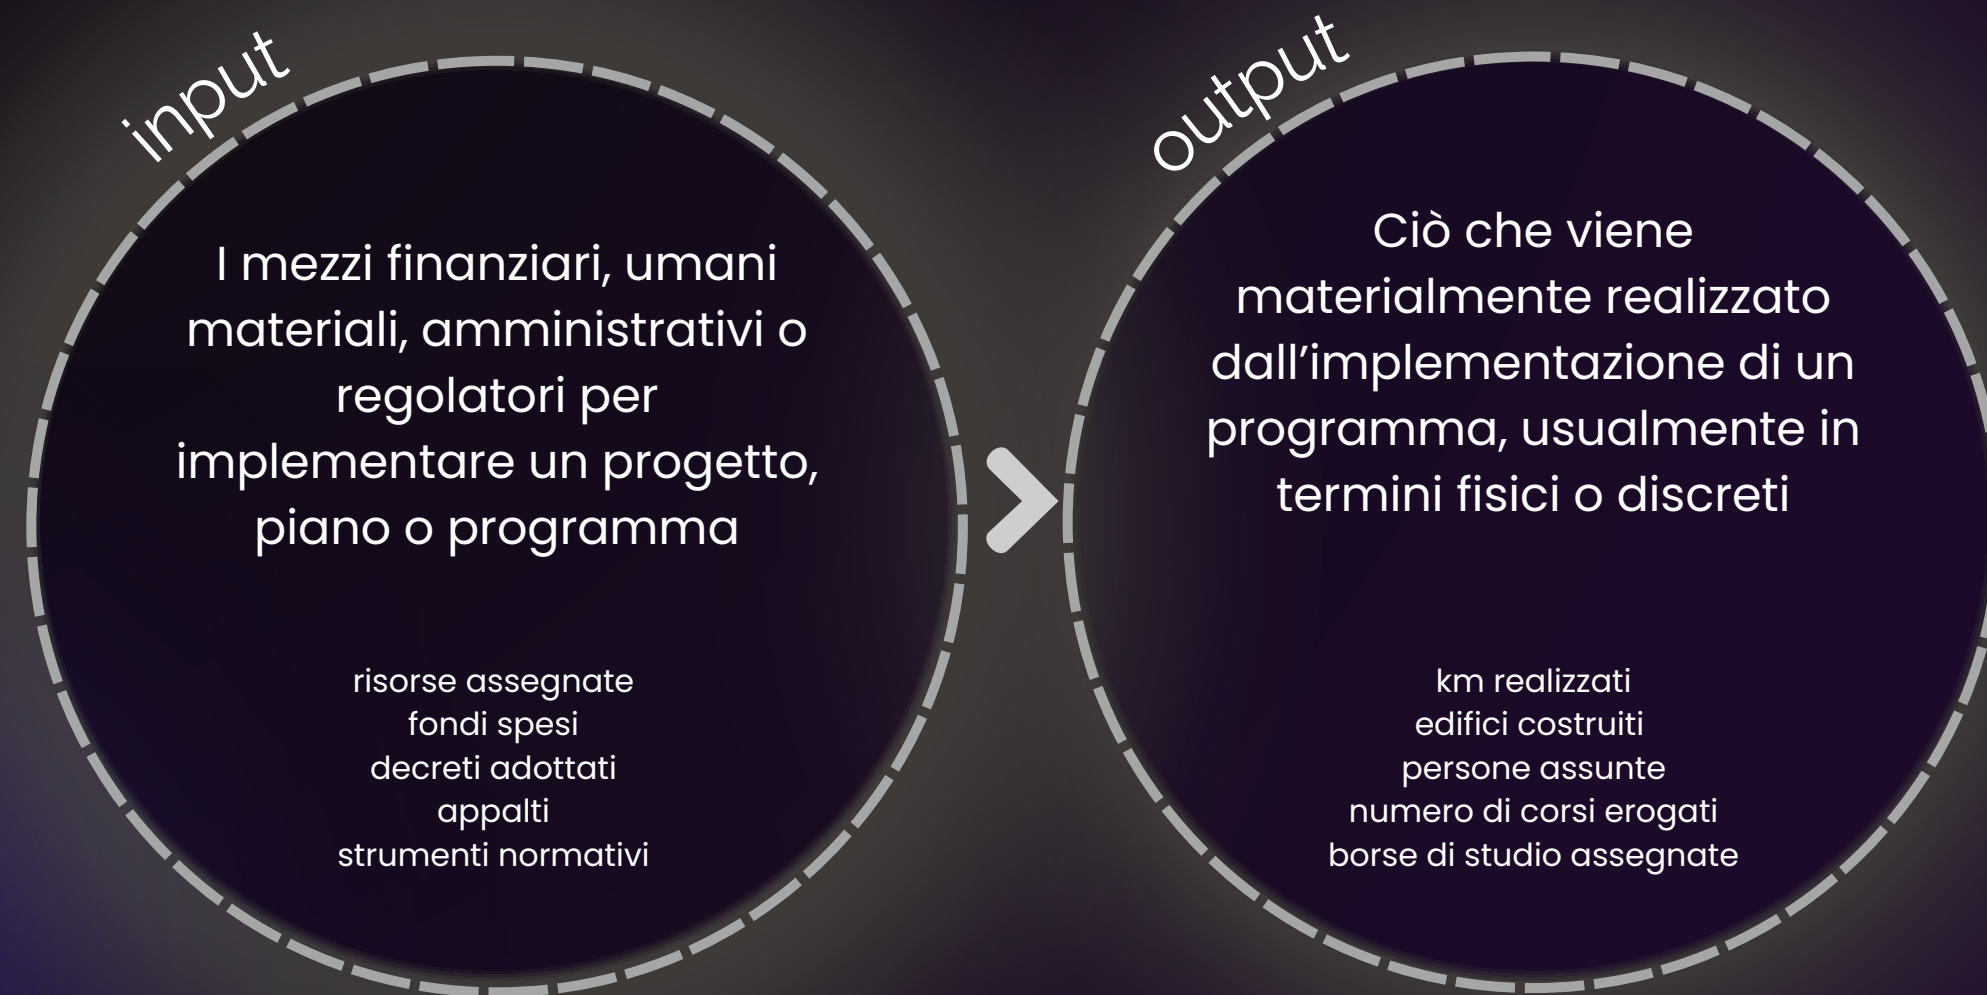 input
I mezzi finanziari, umani
materiali, amministrativi o
regolatori per
implementare un progetto,
piano o programma
risorse assegnate
fondi spesi
decreti adottati
appalti
strumenti normativi
output
Ciò che viene
materialmente realizzato
dall’implementazione di un
programma, usualmente in
termini fisici o discreti
km realizzati
edifici costruiti
persone assunte
numero di corsi erogati
borse di studio assegnate